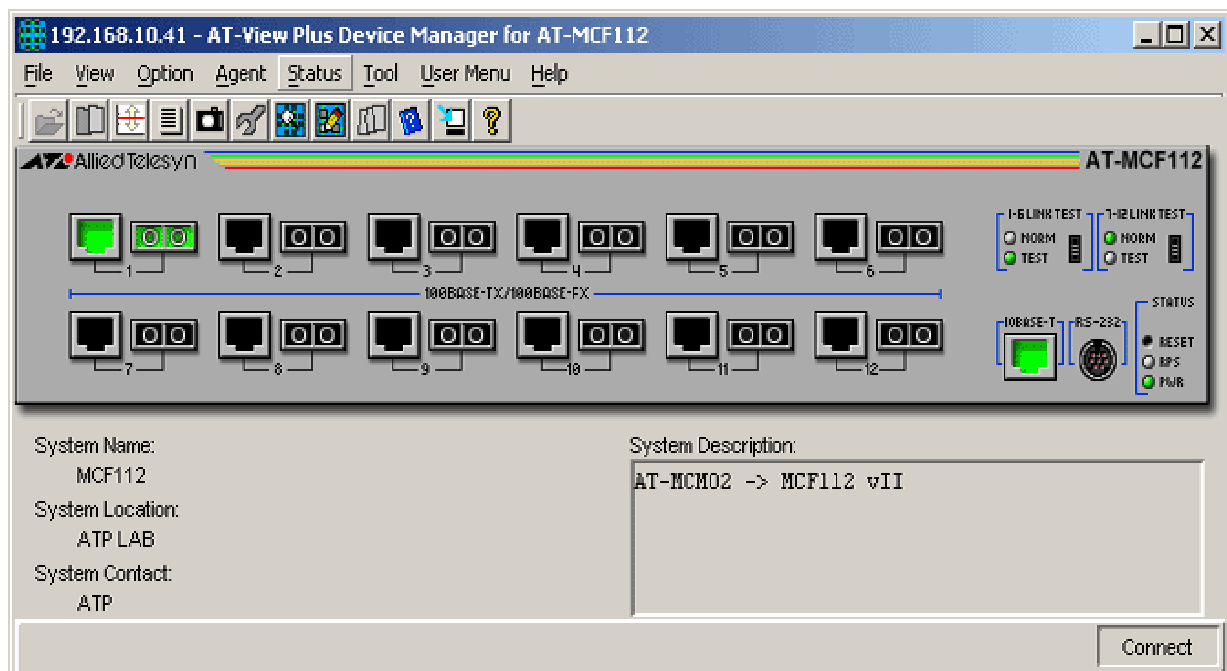 192.168.10.41 - AT-View Plus Device Manager for AT-MCF112
File View Option Agent Status Tool User Menu Help
Allied Telesyn AT-MCF112
1-6 LINK TEST 7-12 LINK TEST
NORM NORM
TEST TEST
1 2 3 4 5 6
100BASE-TX/100BASE-FX
STATUS
10BASE-T RS-232
RESET
RPS
PWR
7 8 9 10 11 12
System Name:
MCF112
System Location:
ATP LAB
System Contact:
ATP
System Description:
AT-MCM02 -> MCF112 vII
Connect